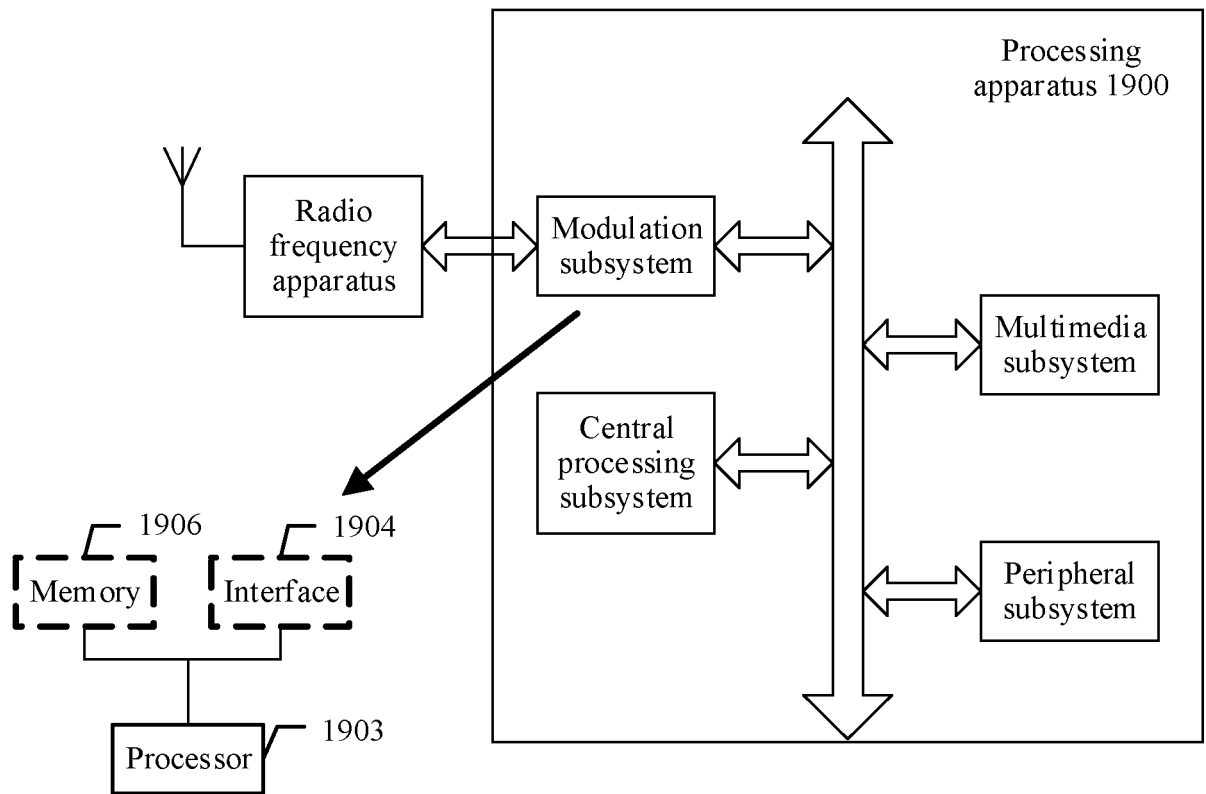 Processing
apparatus 1900
Radio
frequency
apparatus
Modulation
subsystem
Multimedia
subsystem
Central
processing
subsystem
1906
1904
Memory
Interface
Peripheral
subsystem
1903
Processor